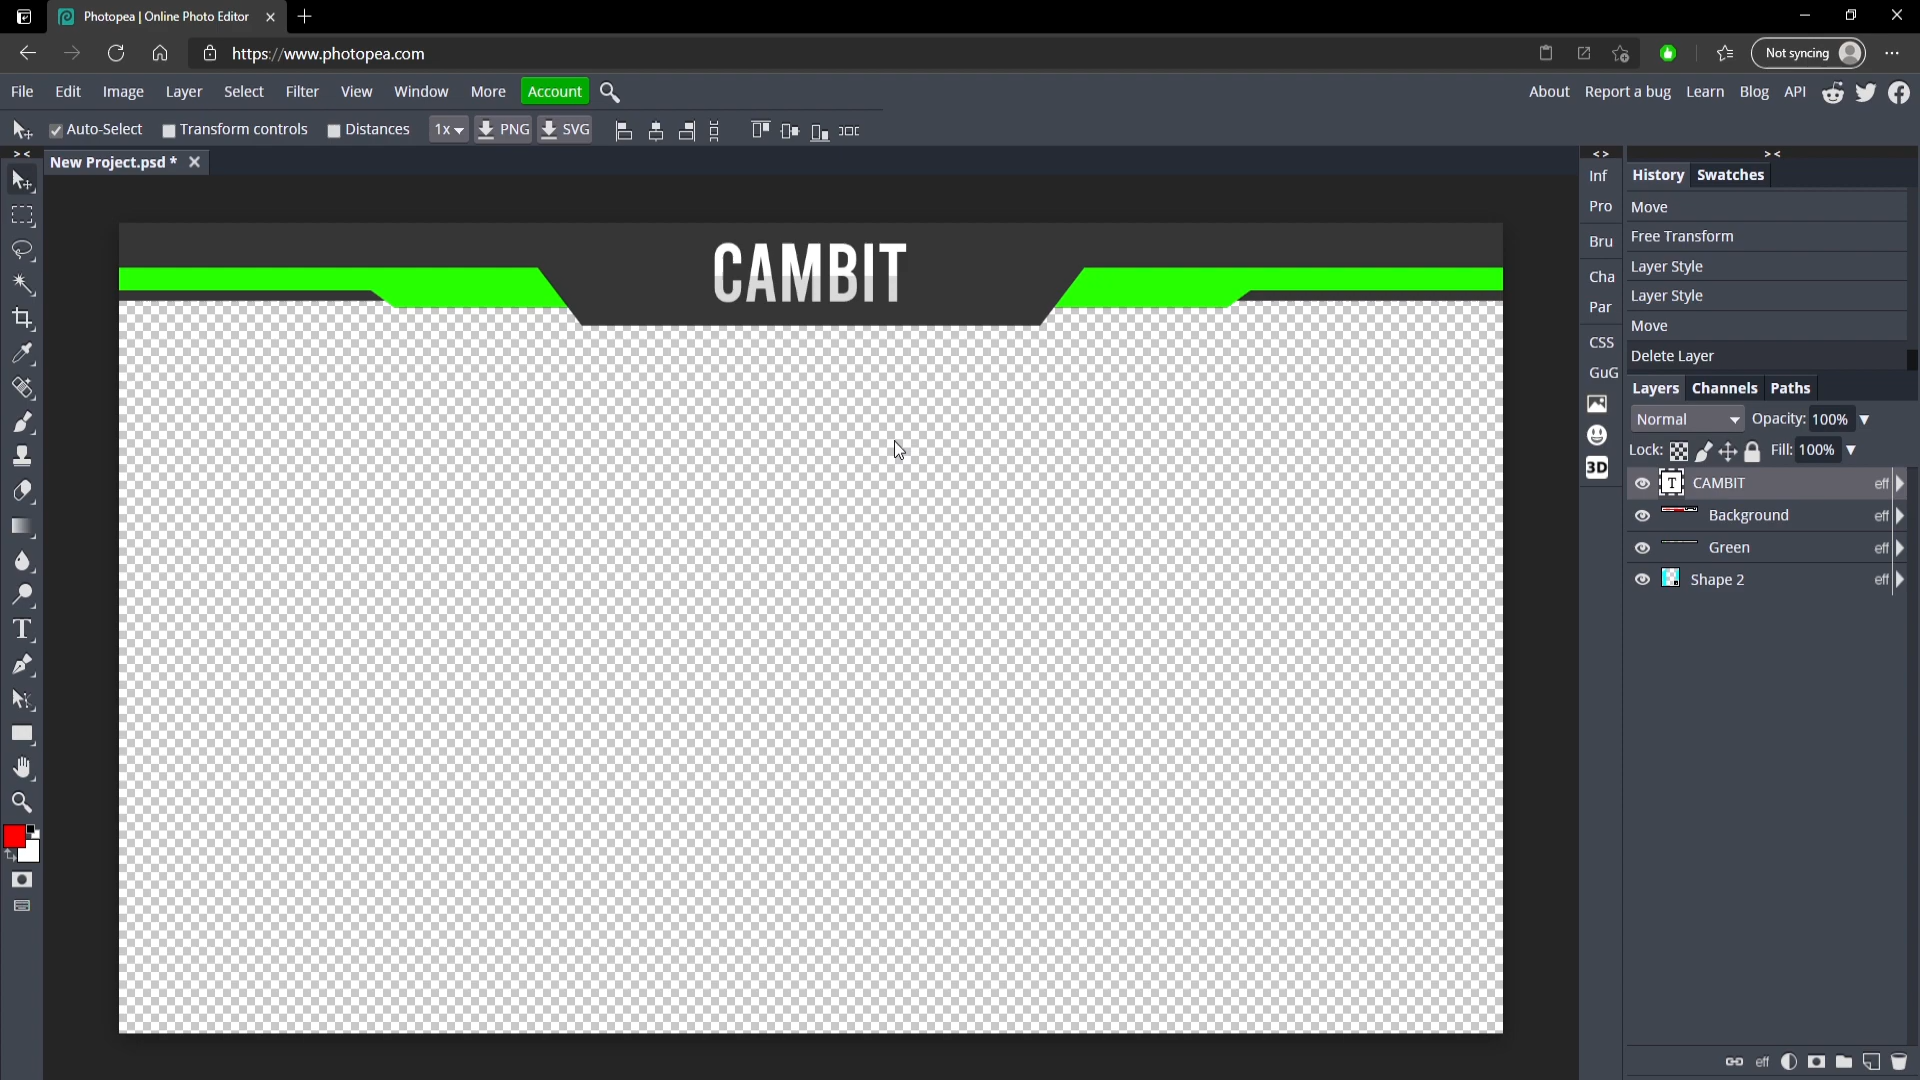 Photopea | Online Photo Editor
https://www.photopea.com
Not syncing
File Edit Image Layer Select Filter View Window More Account
About Report a bug Learn Blog API
Auto-Select Transform controls Distances 1x PNG SVG
New Project.psd *
CAMBIT
Inf
Pro
Bru
Cha
Par
CSS
GuG
3D
History Swatches
Move
Free Transform
Layer Style
Layer Style
Move
Delete Layer
Layers Channels Paths
Normal Opacity: 100%
Lock: Fill: 100%
T CAMBIT eff
Background eff
Green eff
Shape 2 eff
eff